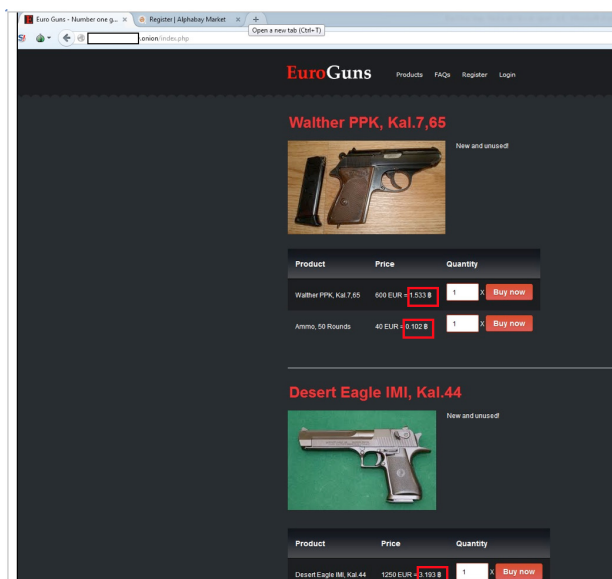 Euro Guns - Number one g...
Register | Alphabay Market
Open a new tab (Ctrl+T)
.onion/index.php
EuroGuns
Products FAQs Register Login
Walther PPK, Kal.7,65
New and unused!
Product Price Quantity
Walther PPK, Kal.7,65 600 EUR = 1.533 ฿ 1 X Buy now
Ammo, 50 Rounds 40 EUR = 0.102 ฿ 1 X Buy now
Desert Eagle IMI, Kal.44
New and unused!
Product Price Quantity
Desert Eagle IMI, Kal.44 1250 EUR = 3.193 ฿ 1 X Buy now